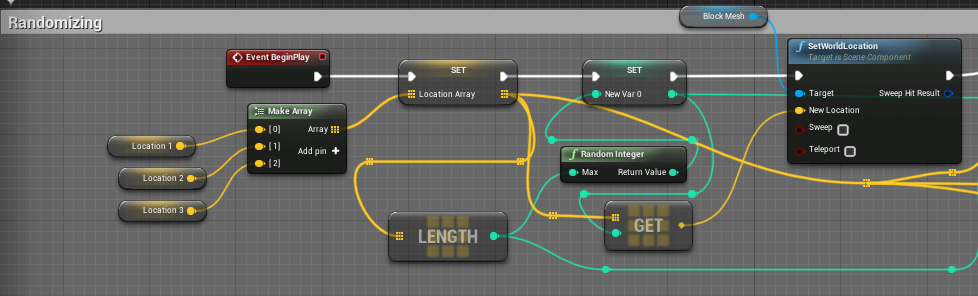 Randomizing
Block Mesh
Event BeginPlay
SET
Location Array
SET
New Var 0
SetWorldLocation
Target is Scene Component
Target
Sweep Hit Result
New Location
Sweep
Teleport
Make Array
[0]
Array
[1]
Add pin +
[2]
Location 1
Location 2
Location 3
Random Integer
Max
Return Value
LENGTH
GET